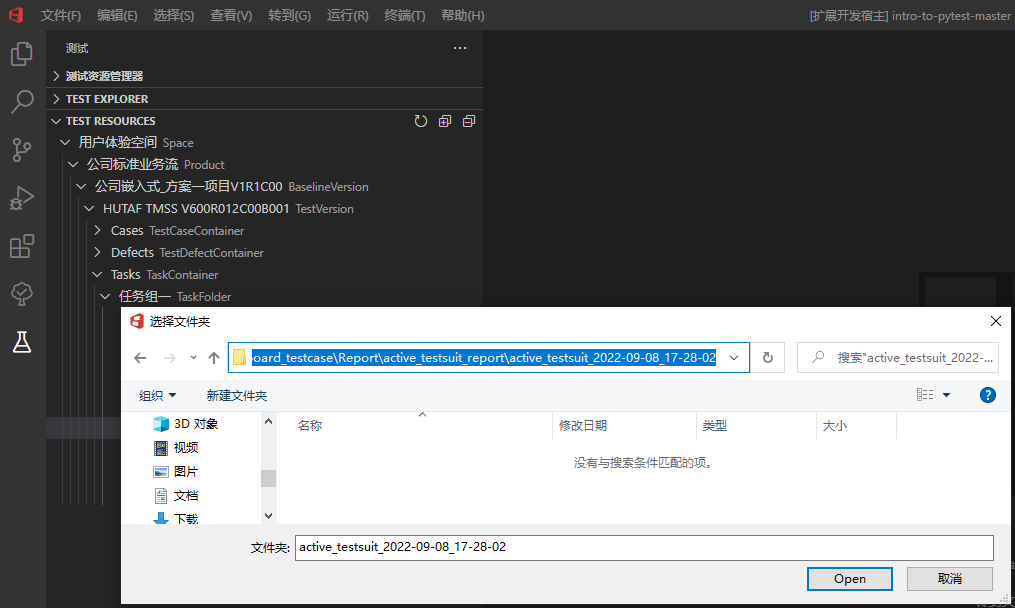 文件(F) 编辑(E) 选择(S) 查看(V) 转到(G) 运行(R) 终端(T) 帮助(H) [扩展开发宿主] intro-to-pytest-master
测试 ...
测试资源管理器
TEST EXPLORER
TEST RESOURCES
用户体验空间 Space
公司标准业务流 Product
公司嵌入式_方案一项目V1R1C00 BaselineVersion
HUTAF TMSS V600R012C00B001 TestVersion
Cases TestCaseContainer
Defects TestDefectContainer
Tasks TaskContainer
任务组一 TaskFolder
选择文件夹
oard_testcase\Report\active_testsuit_report\active_testsuit_2022-09-08_17-28-02 搜索"active_testsuit_2022-...
组织 新建文件夹
3D 对象 名称 修改日期 类型 大小
视频
没有与搜索条件匹配的项。
图片
文档
下载
文件夹: active_testsuit_2022-09-08_17-28-02
Open 取消